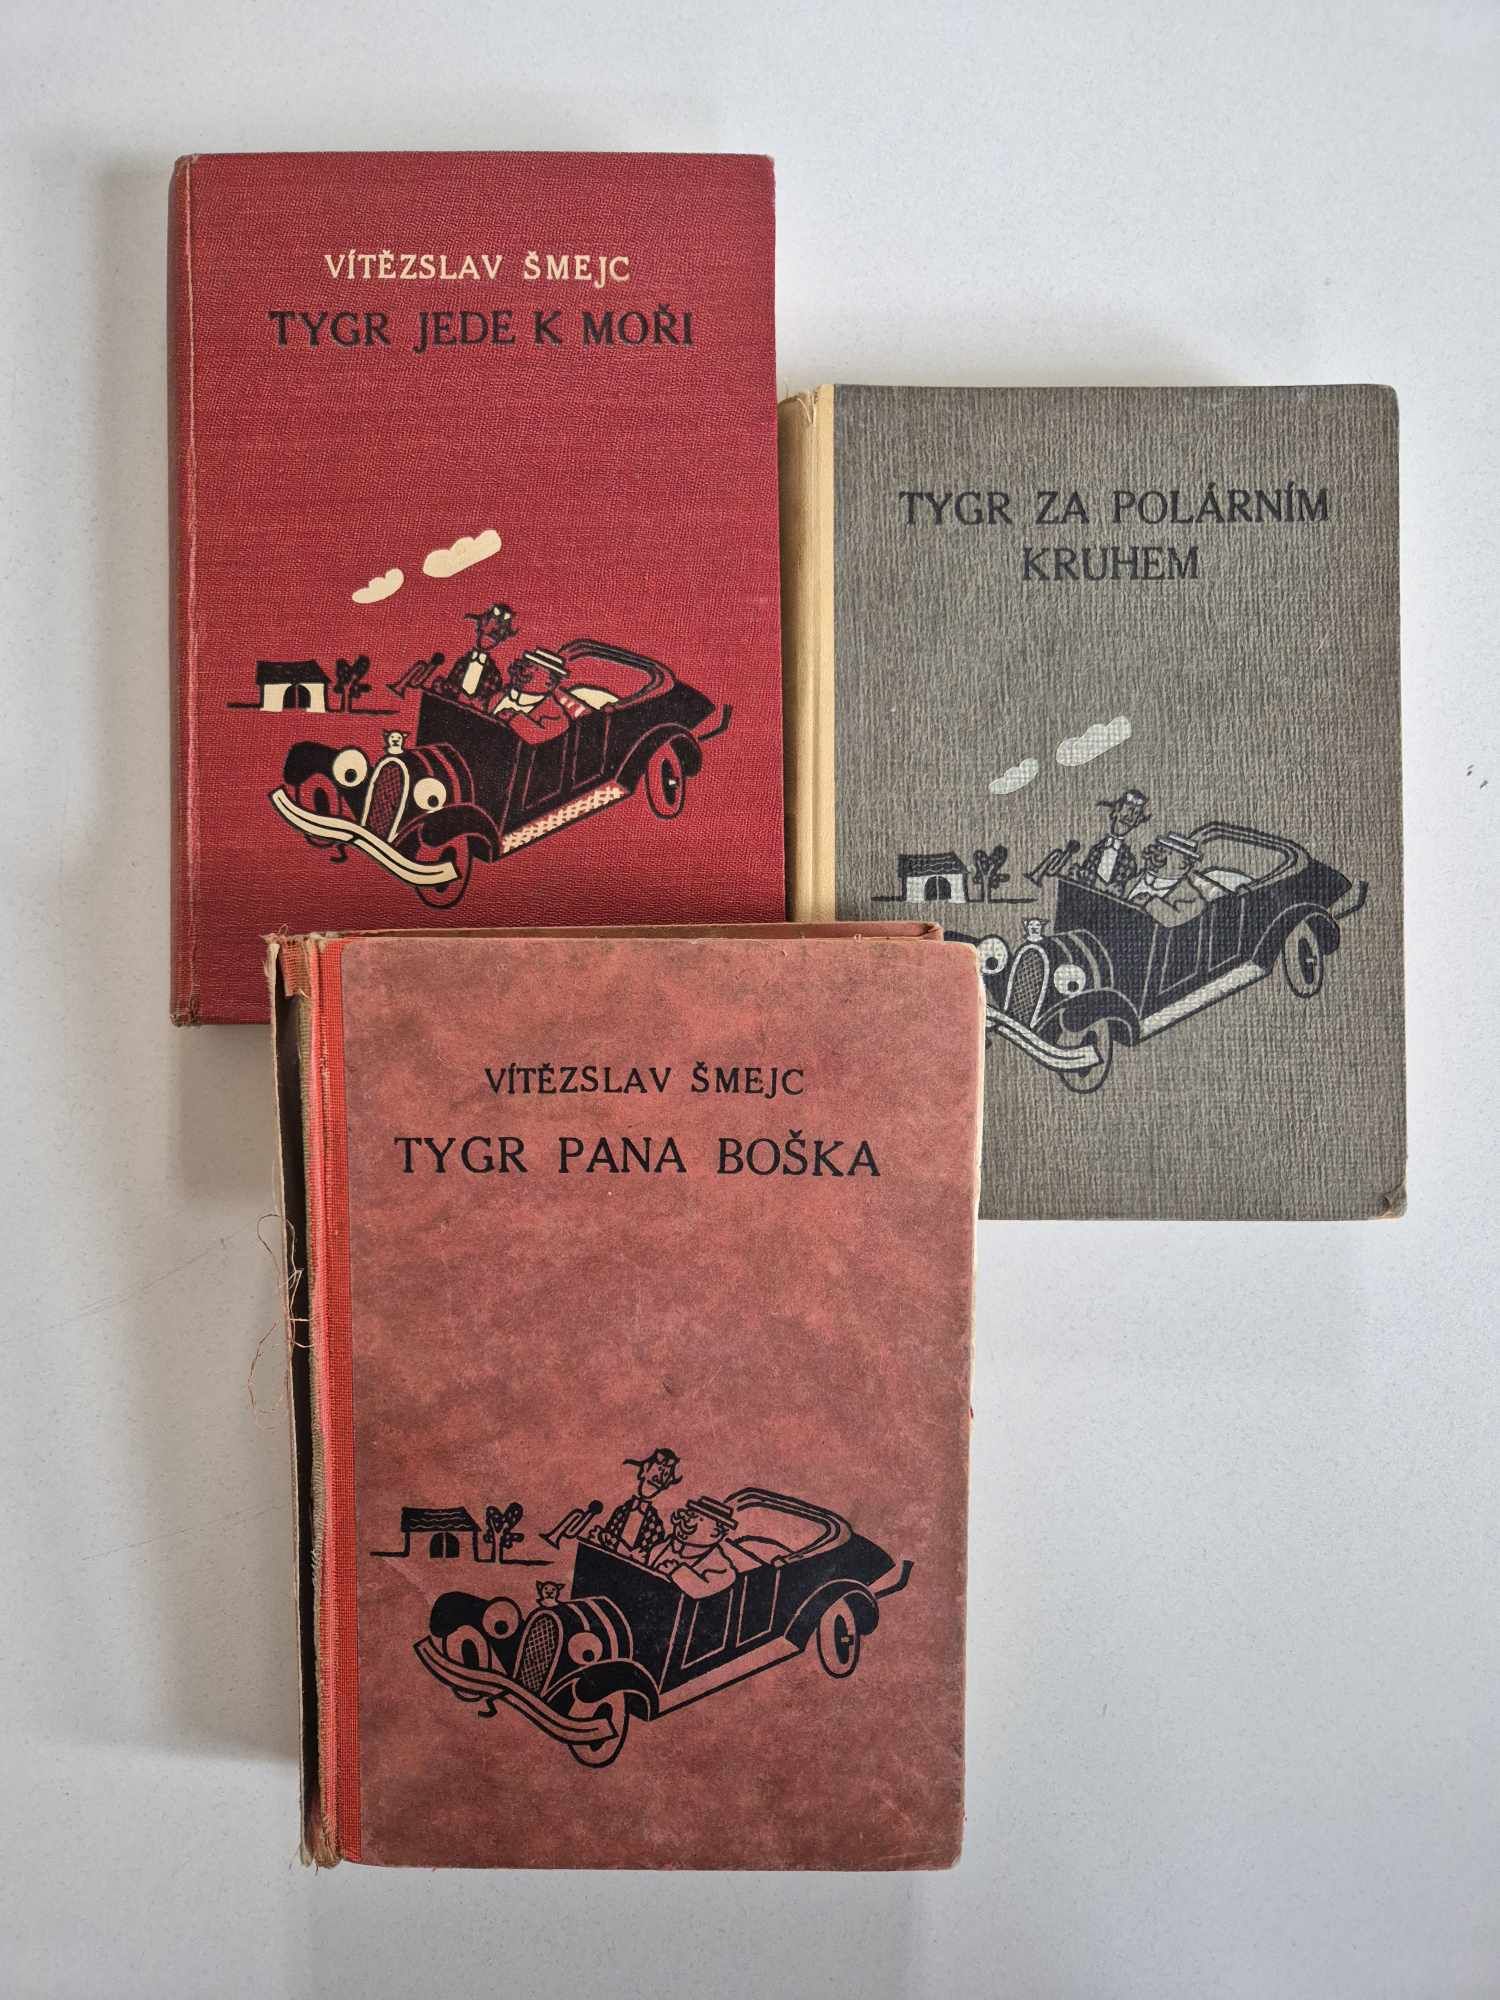 VÍTĚZSLAV ŠMEJC
TYGR JEDE K MOŘI
TYGR ZA POLÁRNÍM
KRUHEM
VÍTĚZSLAV ŠMEJC
TYGR PANA BOŠKA